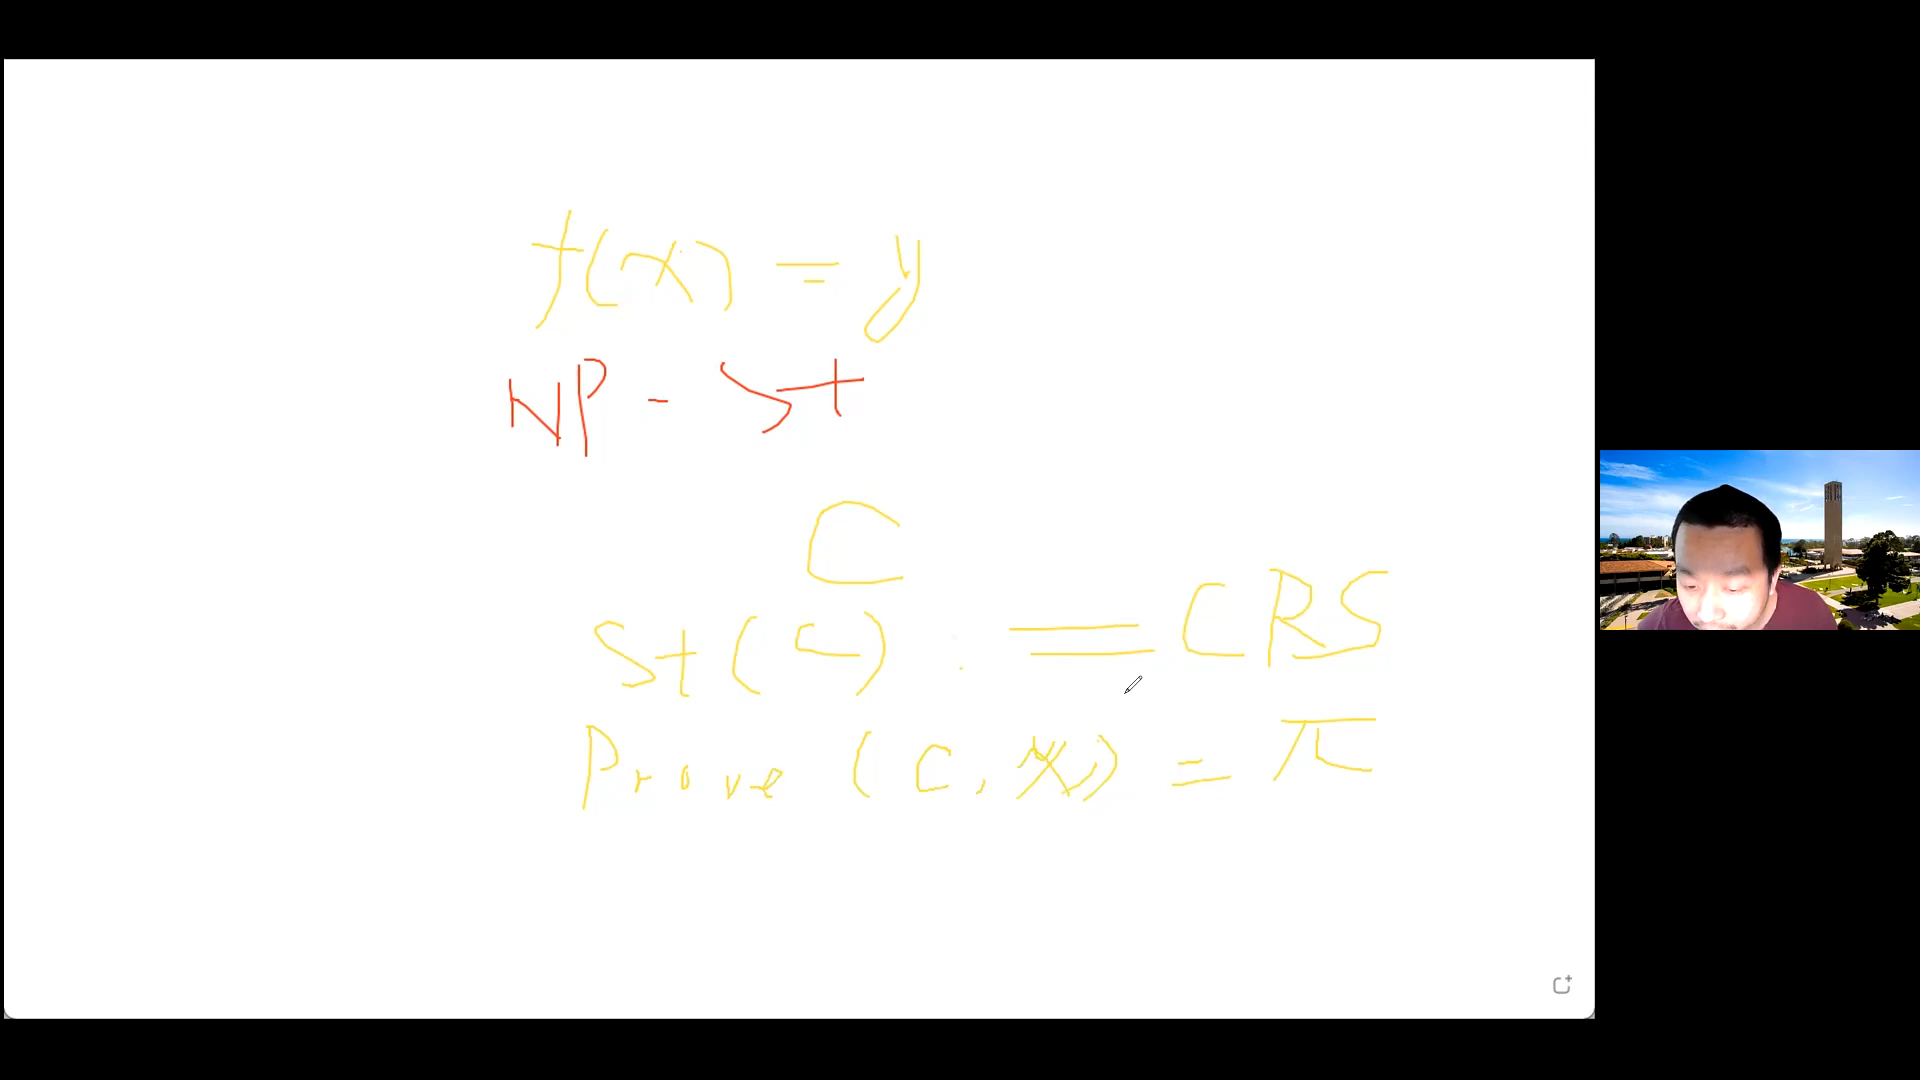 f(x) = y
NP - St
C
St(C) : = CRS
Prove (C, x) = π